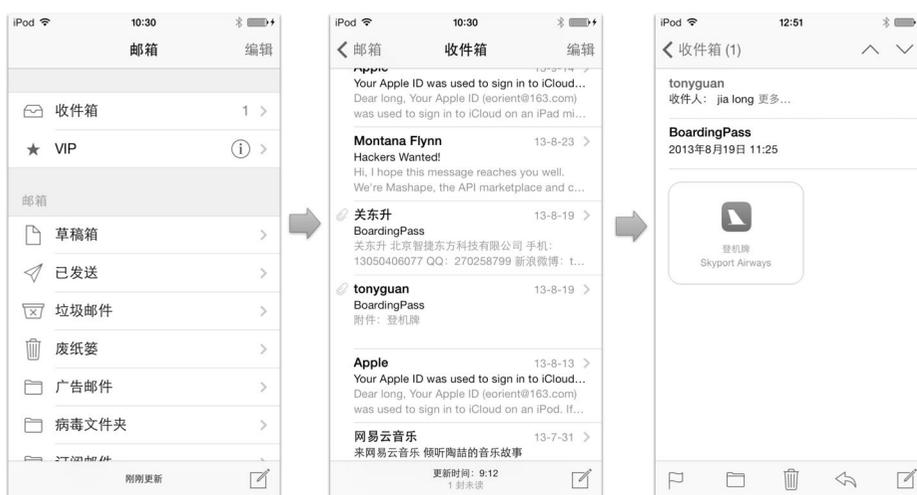 iPod 10:30
邮箱 编辑
收件箱 1
VIP
邮箱
草稿箱
已发送
垃圾邮件
废纸篓
广告邮件
病毒文件夹
订阅邮件
刚刚更新
iPod 10:30
邮箱 收件箱 编辑
Apple 13-9-14
Your Apple ID was used to sign in to iCloud...
Dear long, Your Apple ID (eorient@163.com)
was used to sign in to iCloud on an iPad mi...
Montana Flynn 13-8-23
Hackers Wanted!
Hi, I hope this message reaches you well.
We're Mashape, the API marketplace and c...
关东升 13-8-19
BoardingPass
关东升 北京智捷东方科技有限公司 手机：
13050406077 QQ：270258799 新浪微博：t...
tonyguan 13-8-19
BoardingPass
附件：登机牌
Apple 13-8-13
Your Apple ID was used to sign in to iCloud...
Dear long, Your Apple ID (eorient@163.com)
was used to sign in to iCloud on an iPod. If...
网易云音乐 13-7-31
来网易云音乐 倾听陶喆的音乐故事
更新时间：9:12
1 封未读
iPod 12:51
收件箱 (1)
tonyguan
收件人： jia long 更多...
BoardingPass
2013年8月19日 11:25
登机牌
Skyport Airways